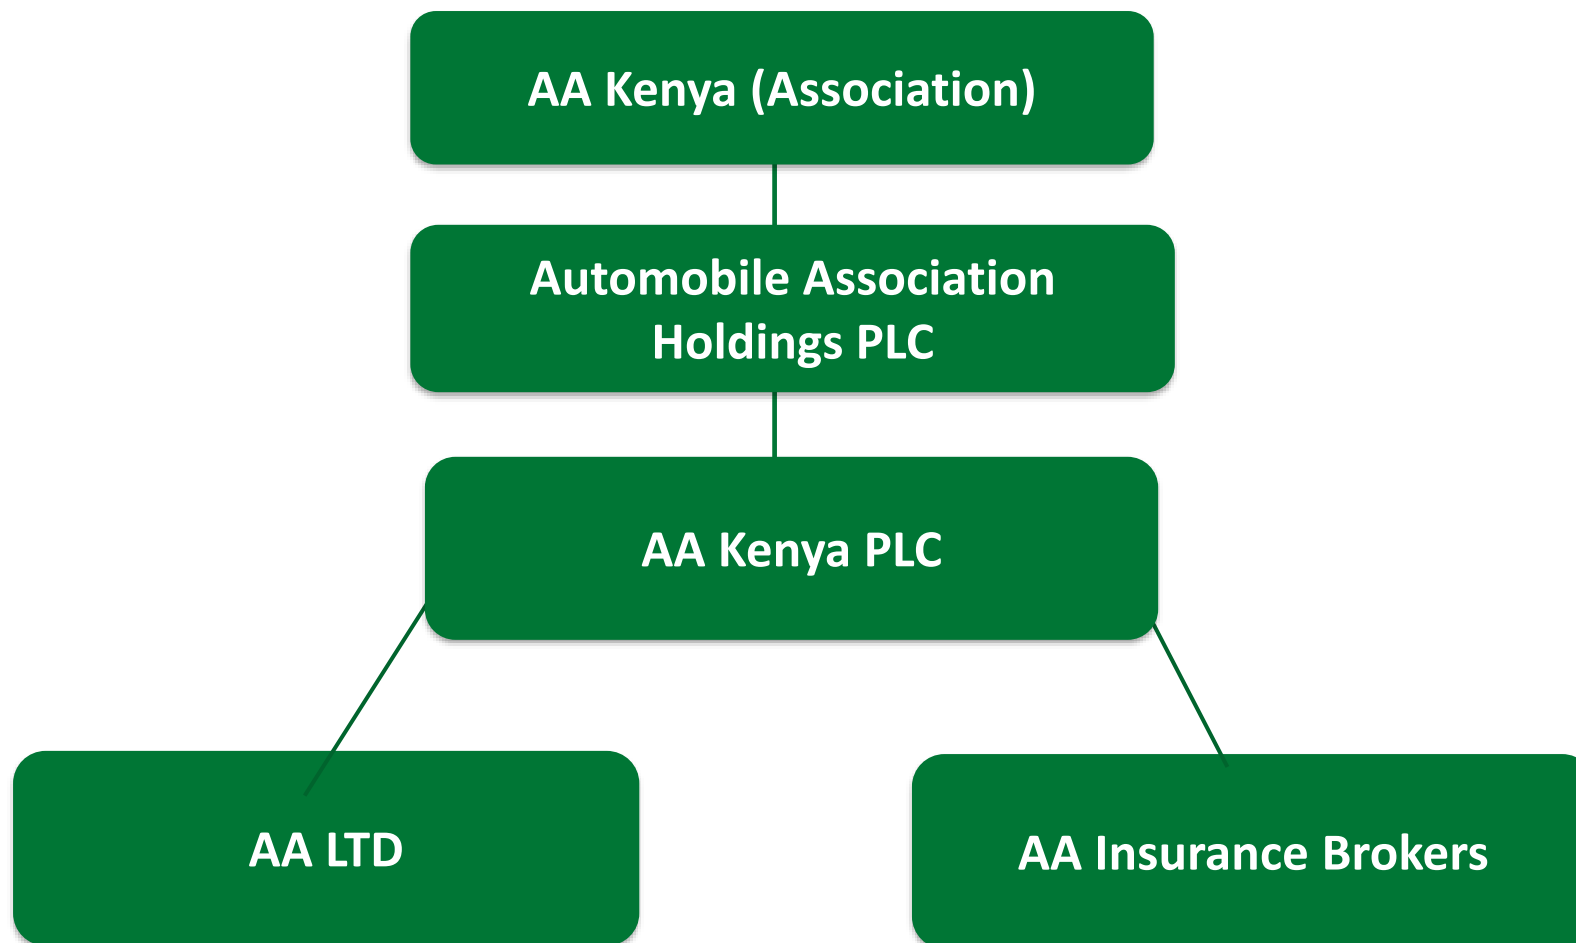 AA Kenya (Association)
Automobile Association
Holdings PLC
AA Kenya PLC
AA LTD
AA Insurance Brokers